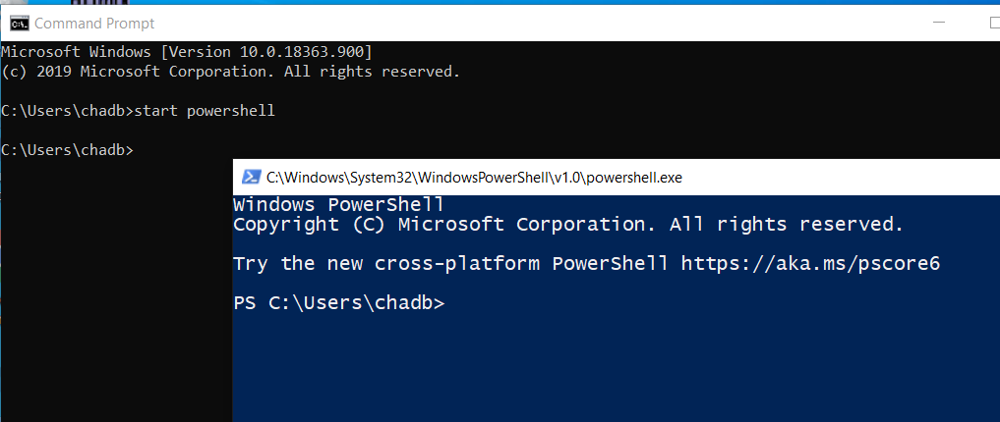 Command Prompt
Microsoft Windows [Version 10.0.18363.900]
(c) 2019 Microsoft Corporation. All rights reserved.
C:\Users\chadb>start powershell
C:\Users\chadb>
C:\Windows\System32\WindowsPowerShell\v1.0\powershell.exe
Windows PowerShell
Copyright (C) Microsoft Corporation. All rights reserved.
Try the new cross-platform PowerShell https://aka.ms/pscore6
PS C:\Users\chadb>